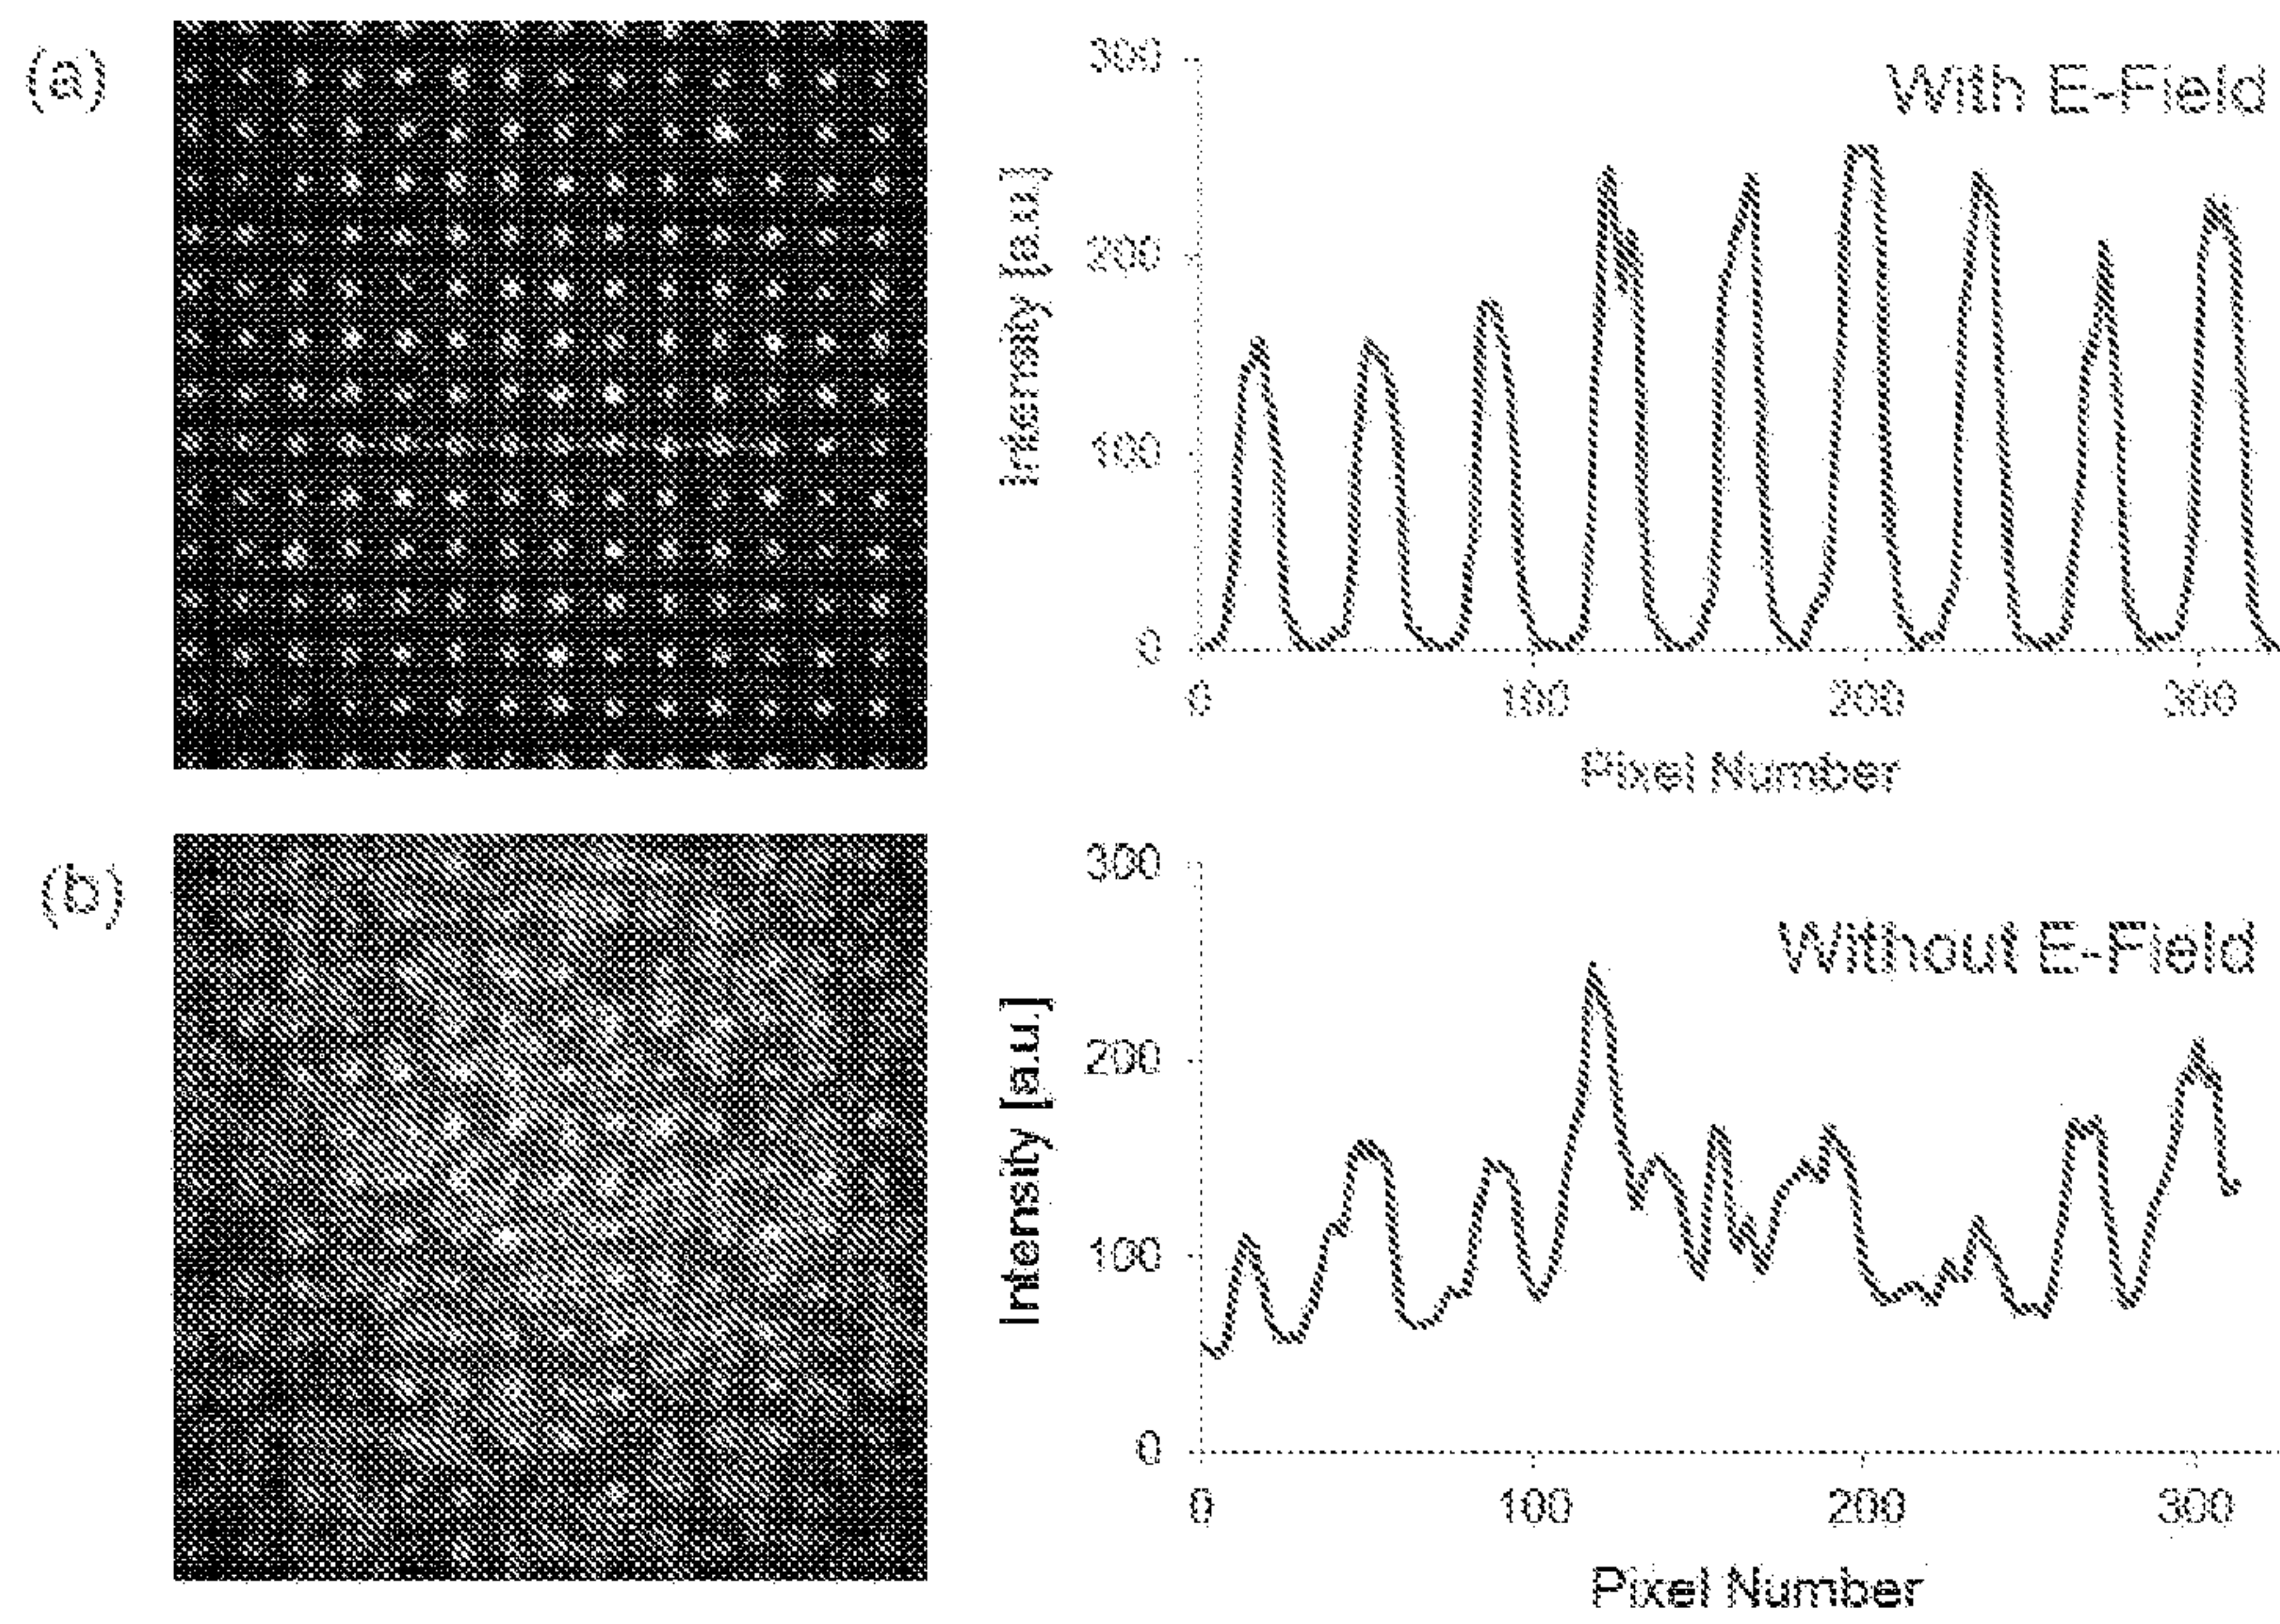 (a)
With E-Field
Intensity [a.u.]
300
200
100
0
0 100 200 300
Pixel Number
(b)
Without E-Field
Intensity [a.u.]
300
200
100
0
0 100 200 300
Pixel Number